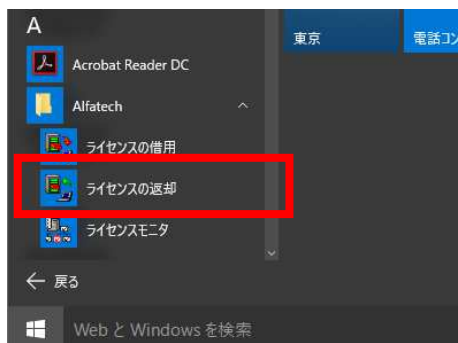 A
東京
電話コン
Acrobat Reader DC
Alfatech
ライセンスの借用
ライセンスの返却
ライセンスモニタ
戻る
Web と Windows を検索